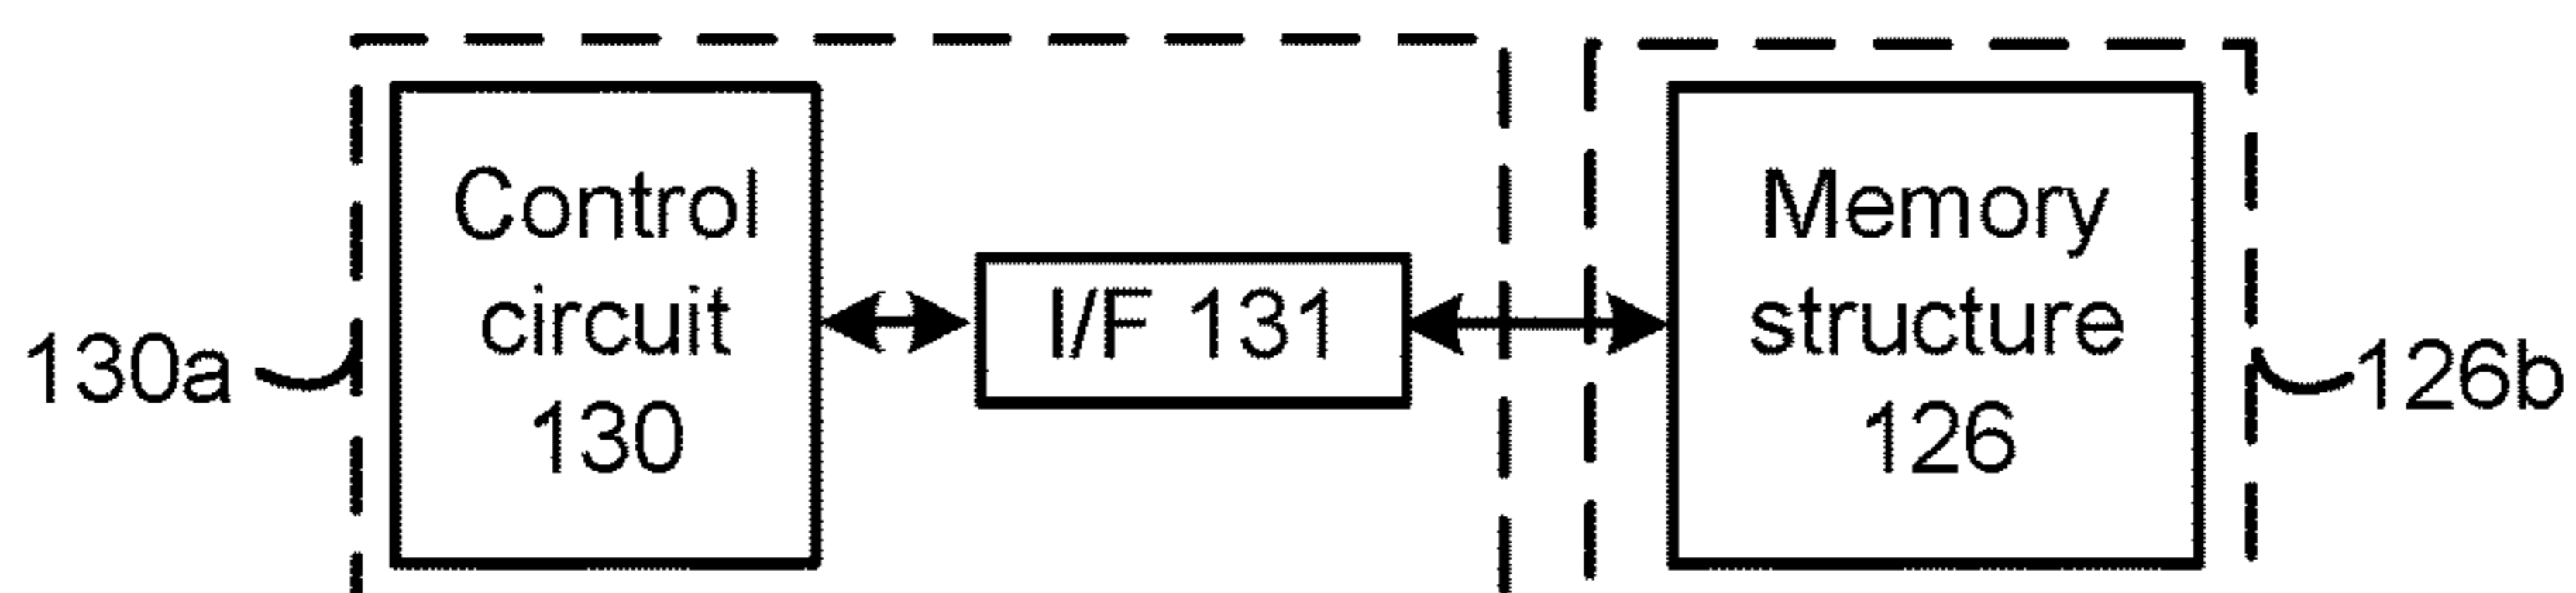 130a
Control
circuit
130
I/F 131
Memory
structure
126
126b